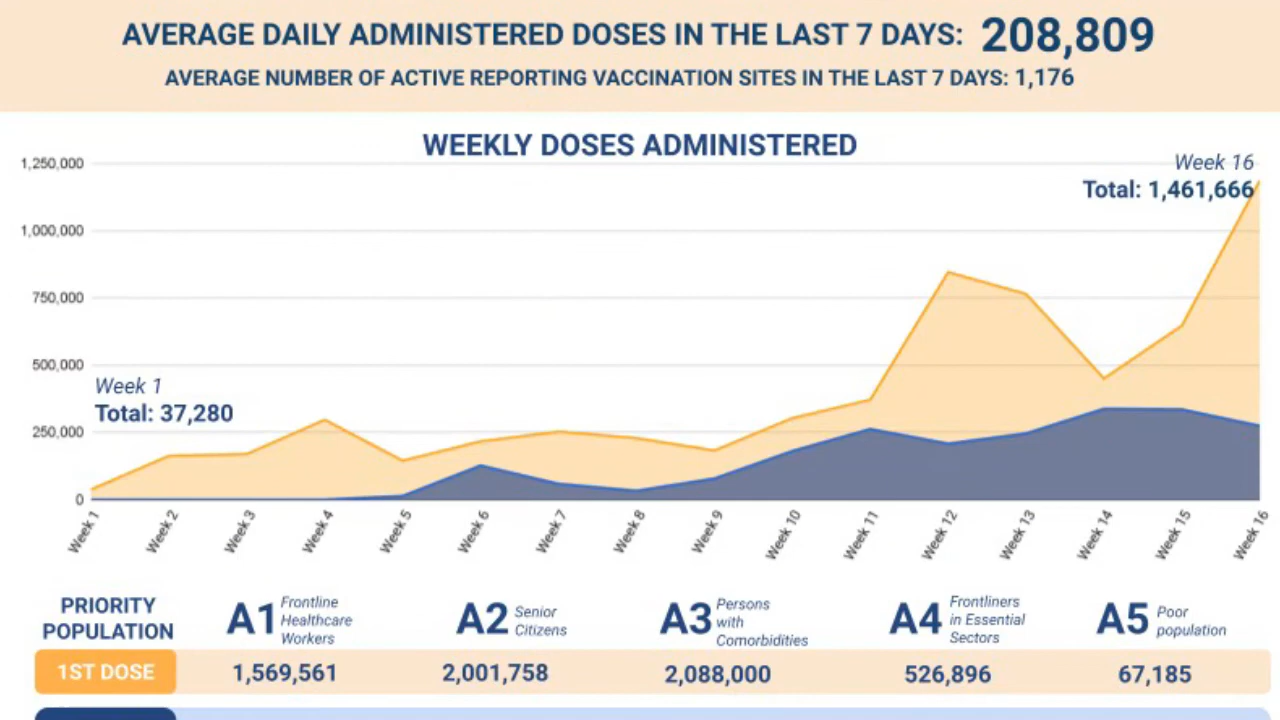 AVERAGE DAILY ADMINISTERED DOSES IN THE LAST 7 DAYS: 208,809
AVERAGE NUMBER OF ACTIVE REPORTING VACCINATION SITES IN THE LAST 7 DAYS: 1,176
WEEKLY DOSES ADMINISTERED
1,250,000
1,000,000
750,000
500,000
250,000
0
Week 16
Total: 1,461,666
Week 1
Total: 37,280
Week 1
Week 2
Week 3
Week 4
Week 5
Week 6
Week 7
Week 8
Week 9
Week 10
Week 11
Week 12
Week 13
Week 14
Week 15
Week 16
PRIORITY
POPULATION
A1
Frontline
Healthcare
Workers
A2
Senior
Citizens
A3
Persons
with
Comorbidities
A4
Frontliners
in Essential
Sectors
A5
Poor
population
1ST DOSE
1,569,561
2,001,758
2,088,000
526,896
67,185